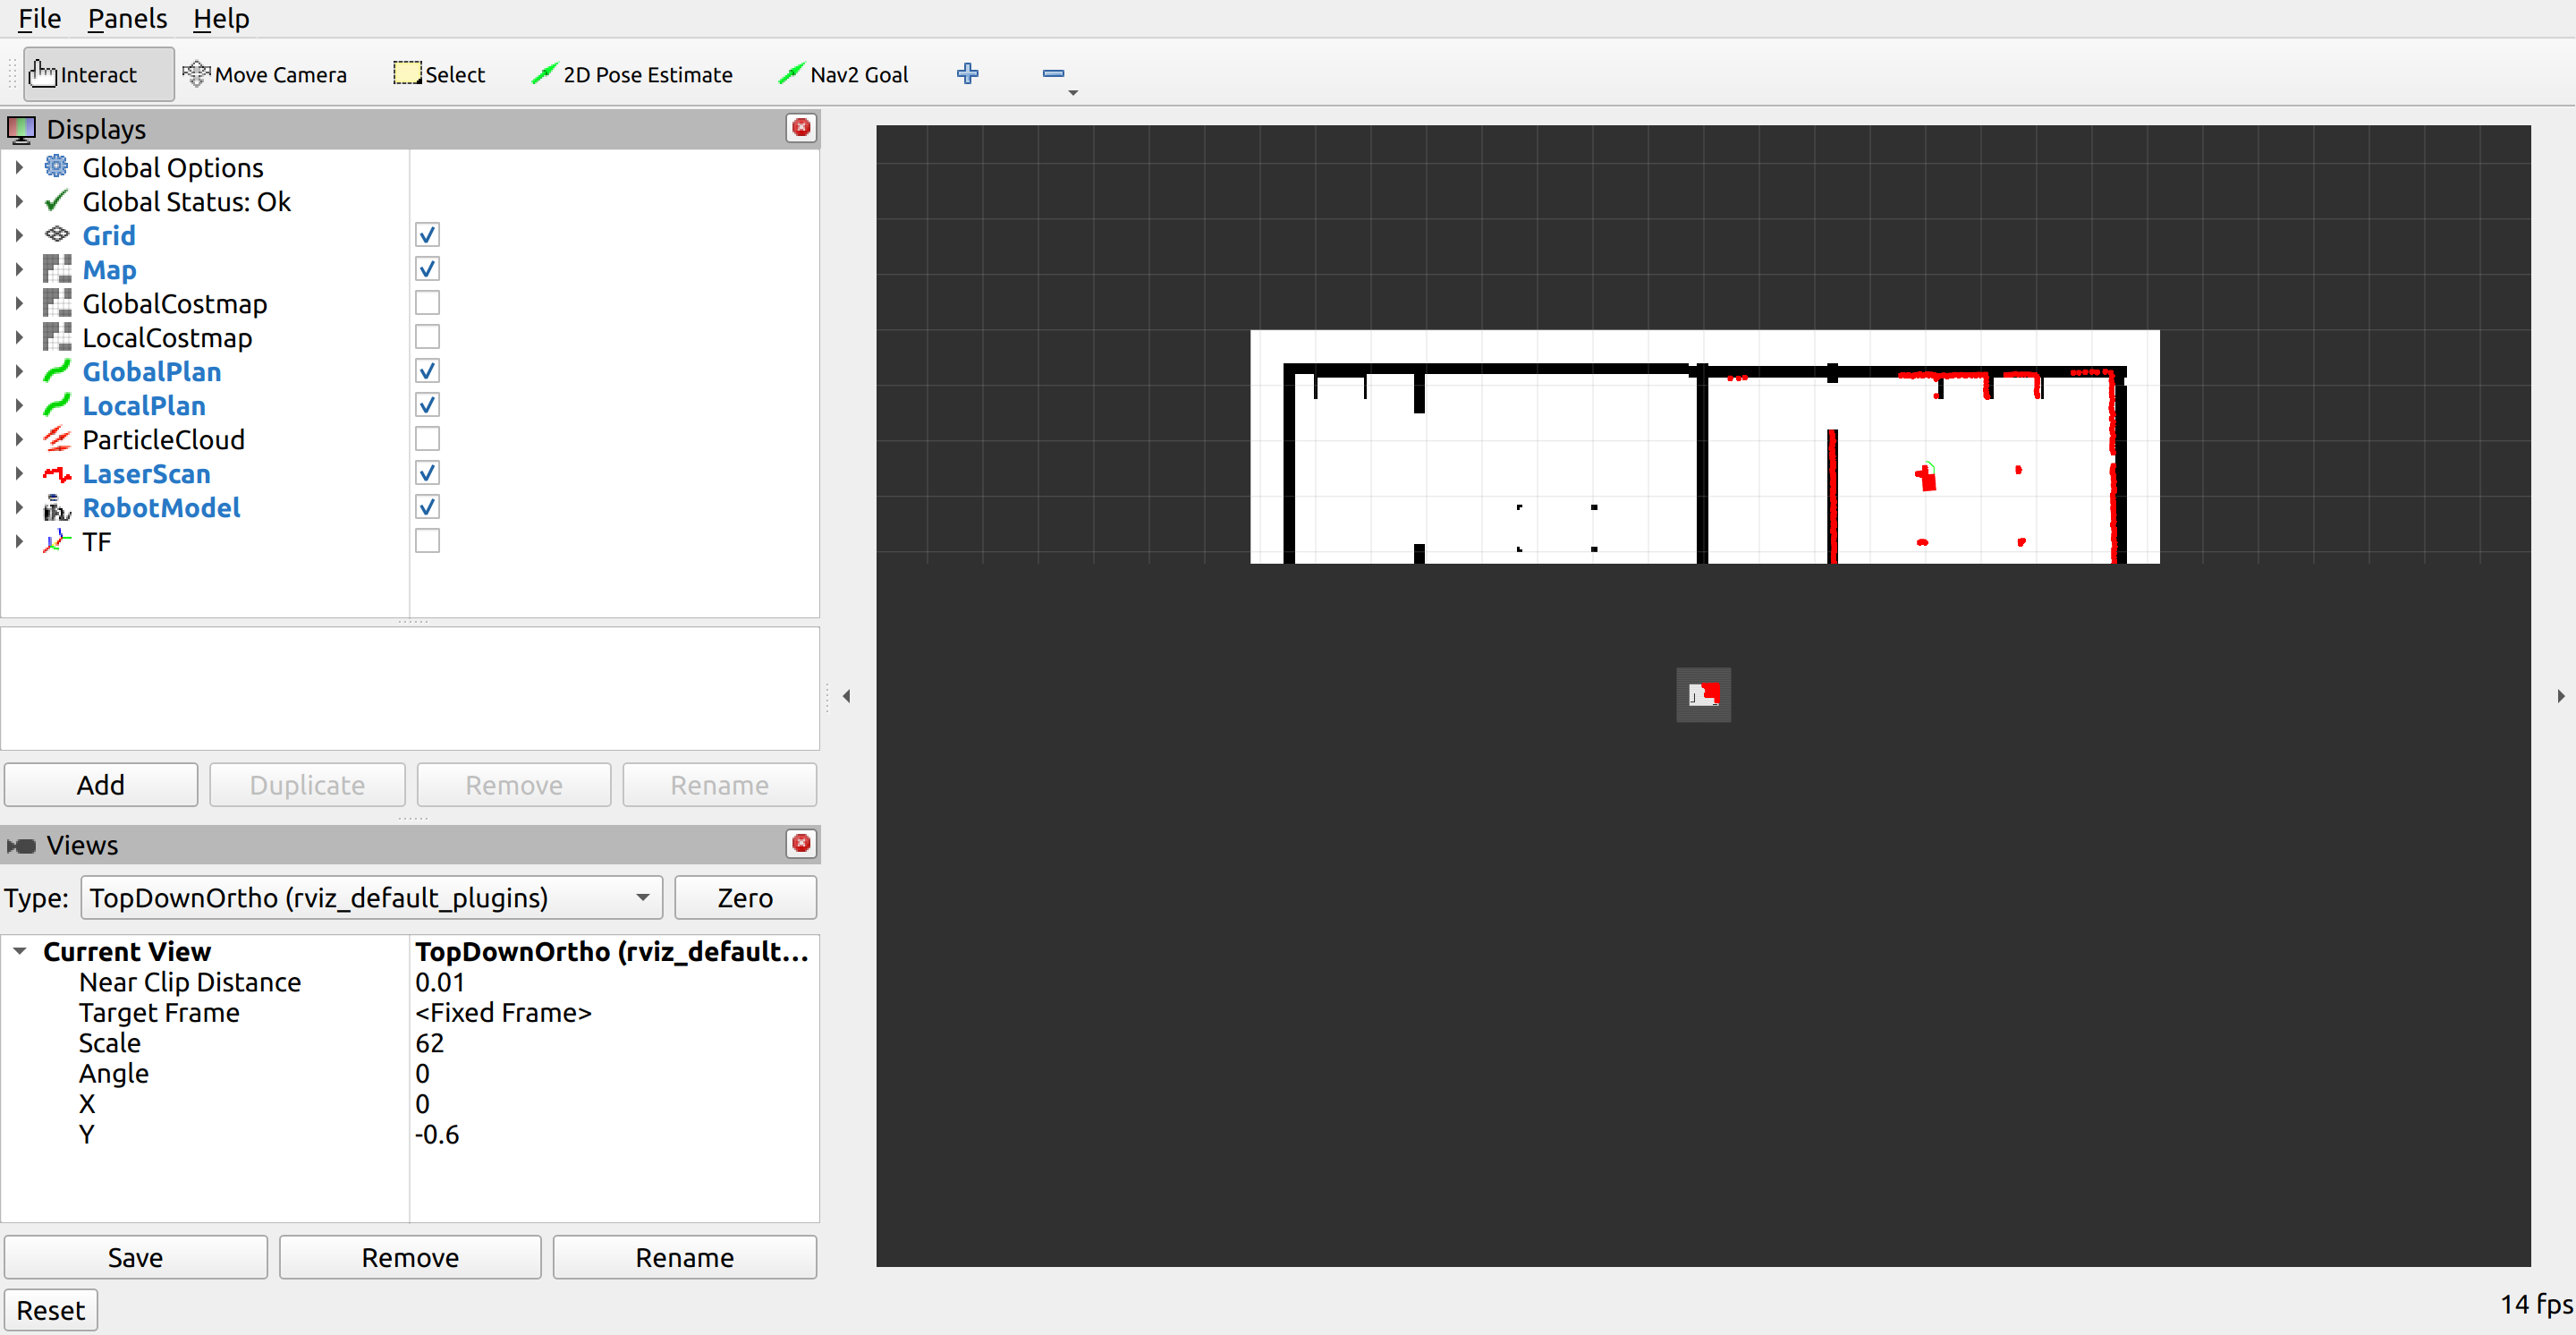 File Panels Help
Interact Move Camera Select 2D Pose Estimate Nav2 Goal
Displays
Global Options
Global Status: Ok
Grid
Map
GlobalCostmap
LocalCostmap
GlobalPlan
LocalPlan
ParticleCloud
LaserScan
RobotModel
TF
Add Duplicate Remove Rename
Views
Type: TopDownOrtho (rviz_default_plugins) Zero
Current View TopDownOrtho (rviz_default...
Near Clip Distance 0.01
Target Frame <Fixed Frame>
Scale 62
Angle 0
X 0
Y -0.6
Save Remove Rename
Reset 14 fps